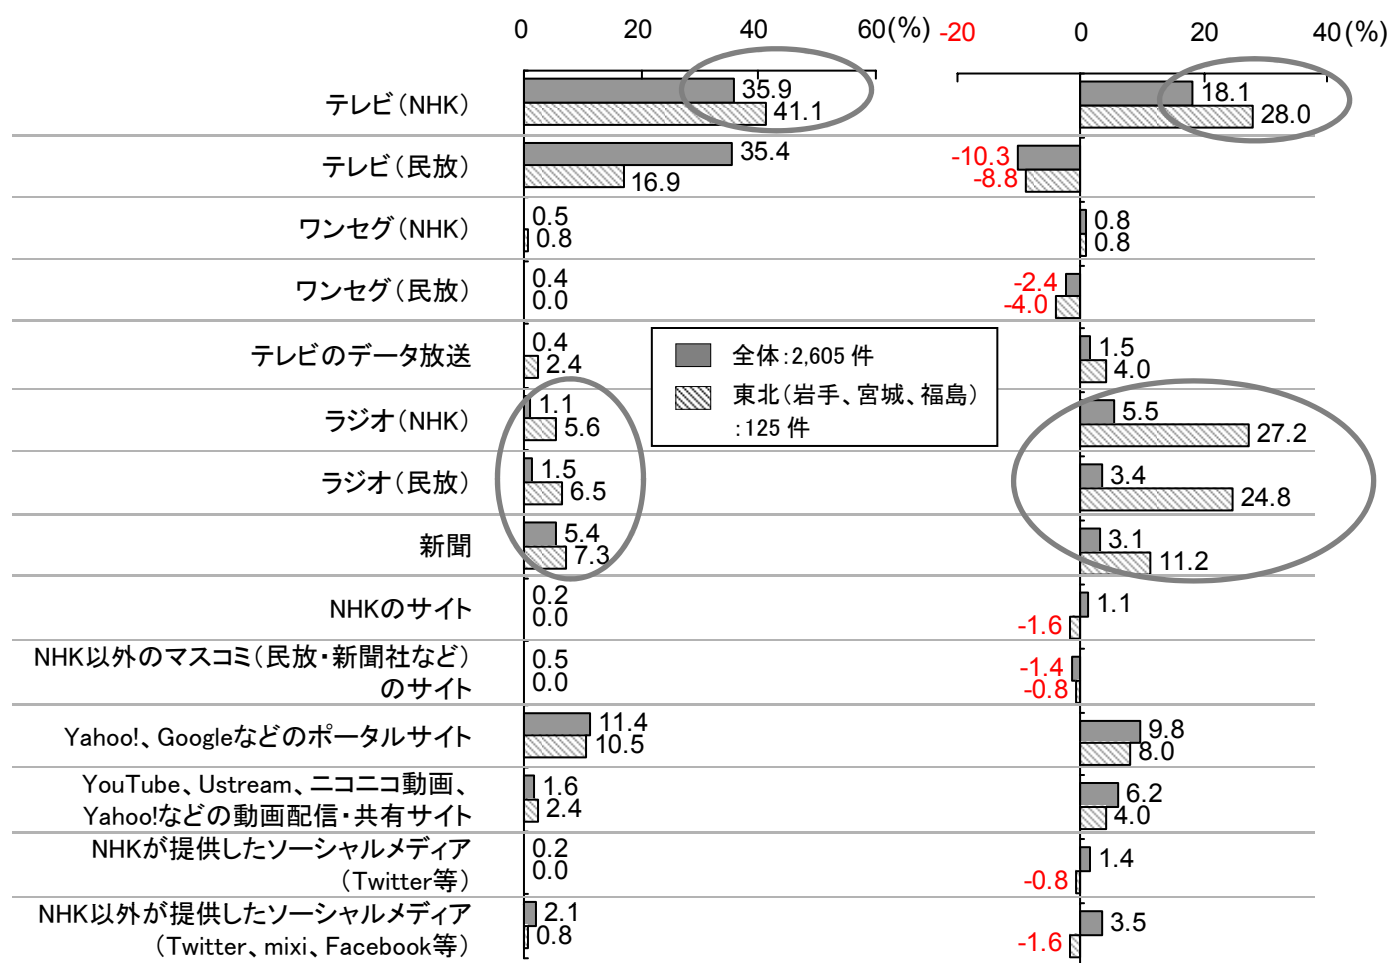 0 20 40 60(%) -20 0 20 40(%)
テレビ(NHK) 35.9 18.1
41.1 28.0
テレビ(民放) 35.4 -10.3
16.9 -8.8
ワンセグ(NHK) 0.5 0.8
0.8 0.8
ワンセグ(民放) 0.4 -2.4
0.0 -4.0
テレビのデータ放送 0.4 1.5
2.4 4.0
全体:2,605 件
東北(岩手、宮城、福島)
:125 件
ラジオ(NHK) 1.1 5.5
5.6 27.2
ラジオ(民放) 1.5 3.4
6.5 24.8
新聞 5.4 3.1
7.3 11.2
NHKのサイト 0.2 1.1
0.0 -1.6
NHK以外のマスコミ(民放・新聞社など) 0.5 -1.4
のサイト 0.0 -0.8
Yahoo!、Googleなどのポータルサイト 11.4 9.8
10.5 8.0
YouTube、Ustream、ニコニコ動画、 1.6 6.2
Yahoo!などの動画配信・共有サイト 2.4 4.0
NHKが提供したソーシャルメディア 0.2 1.4
(Twitter等) 0.0 -0.8
NHK以外が提供したソーシャルメディア 2.1 3.5
(Twitter、mixi、Facebook等) 0.8 -1.6